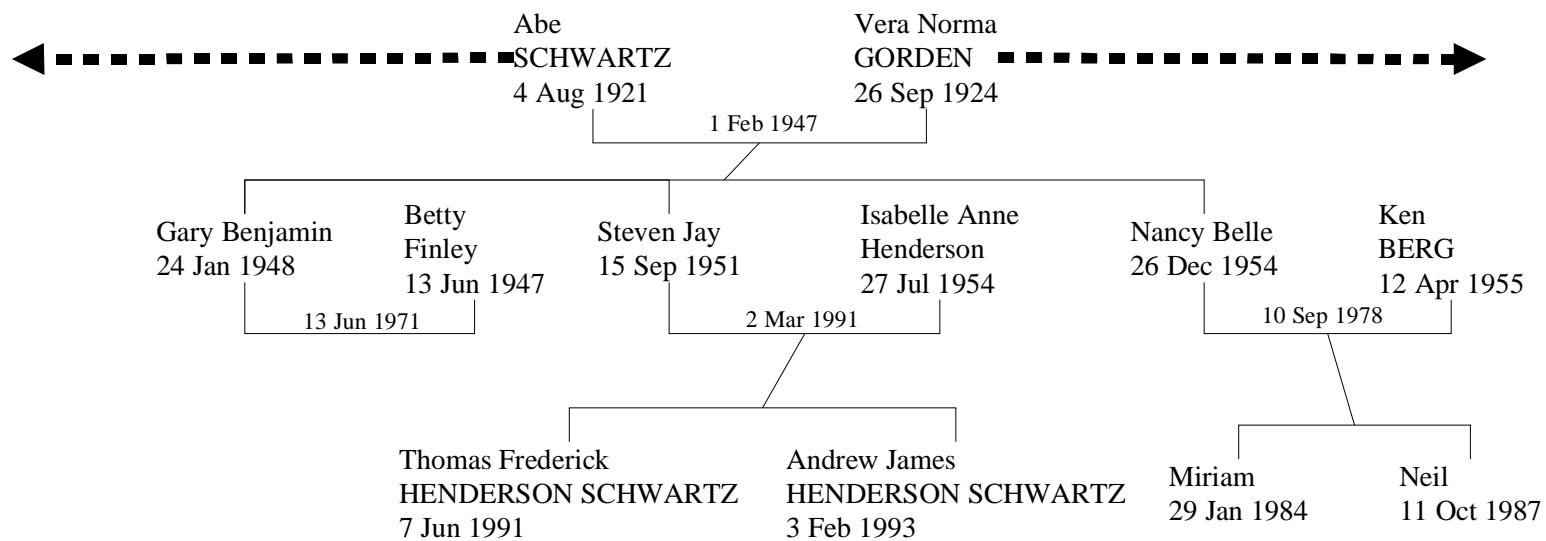 Abe
SCHWARTZ
4 Aug 1921
Vera Norma
GORDEN
26 Sep 1924
1 Feb 1947
Gary Benjamin
24 Jan 1948
Betty
Finley
13 Jun 1947
Steven Jay
15 Sep 1951
Isabelle Anne
Henderson
27 Jul 1954
Nancy Belle
26 Dec 1954
Ken
BERG
12 Apr 1955
13 Jun 1971
2 Mar 1991
10 Sep 1978
Thomas Frederick
HENDERSON SCHWARTZ
7 Jun 1991
Andrew James
HENDERSON SCHWARTZ
3 Feb 1993
Miriam
29 Jan 1984
Neil
11 Oct 1987